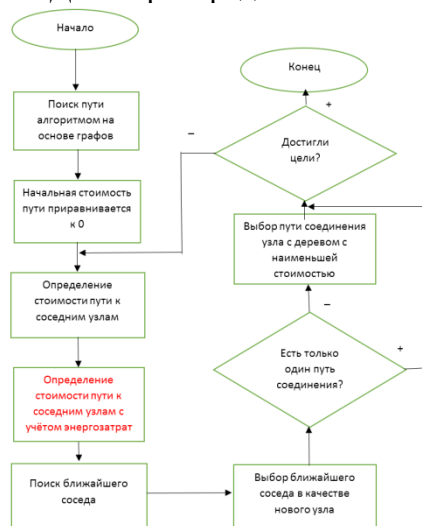 Начало
Поиск пути
алгоритмом на
основе графов
Начальная стоимость
пути приравнивается
к 0
Определение
стоимости пути к
соседним узлам
Определение
стоимости пути к
соседним узлам с
учётом энергозатрат
Поиск ближайшего
соседа
Выбор ближайшего
соседа в качестве
нового узла
Есть только
один путь
соединения?
+
–
Выбор пути соединения
узла с деревом с
наименьшей
стоимостью
Достигли
цели?
–
+
Конец